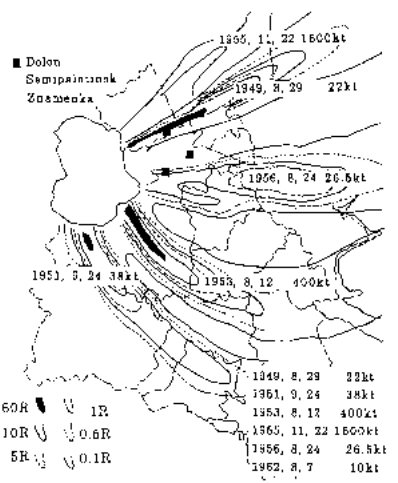 1955, 11, 22 1600kt
■ Dolon
Semipalatinsk
Znamenka
1949, 8, 29 22kt
1956, 8, 24 26.5kt
1951, 9, 24 38kt
1953, 8, 12 400kt
1949, 8, 29 22kt
1951, 9, 24 38kt
1953, 8, 12 400kt
1955, 11, 22 1600kt
1956, 8, 24 26.5kt
1962, 8, 7 10kt
60R 1R
10R 0.5R
5R 0.1R